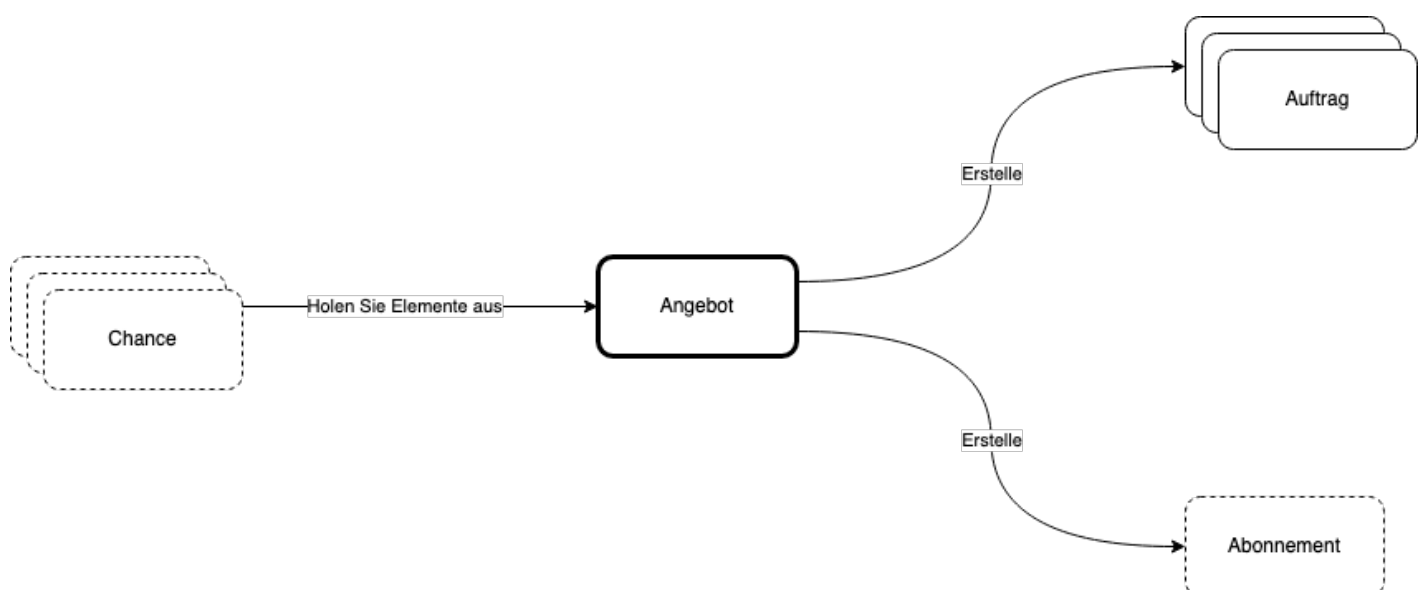 Auftrag
Erstelle
Chance
Holen Sie Elemente aus
Angebot
Erstelle
Abonnement